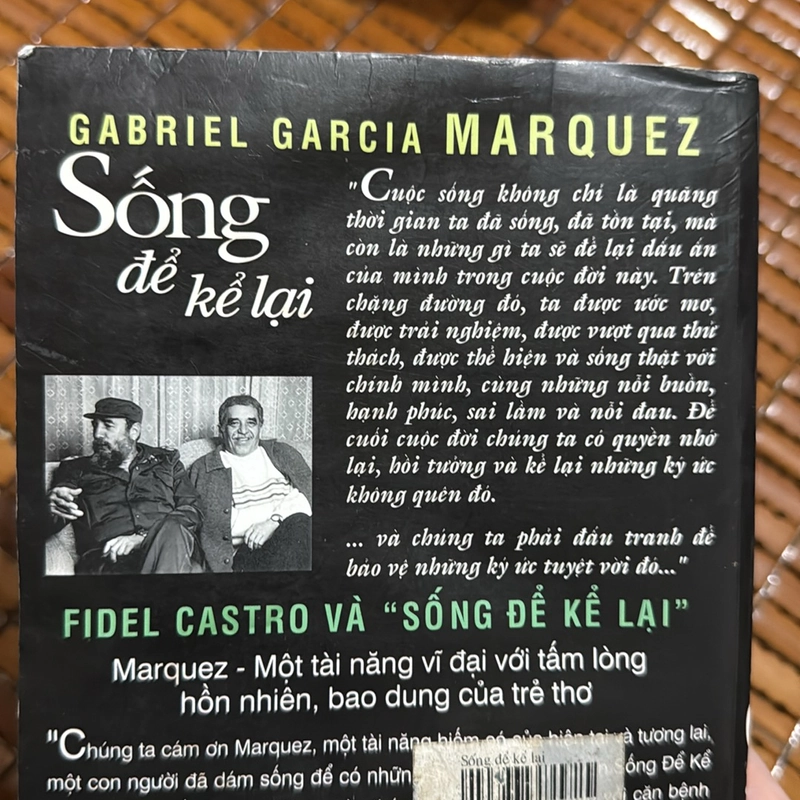 GABRIEL GARCIA MARQUEZ
Sống
để
kể lại
"Cuộc sống không chỉ là quãng
thời gian ta đã sống, đã tồn tại, mà
còn là những gì ta sẽ để lại dấu ấn
của mình trong cuộc đời này. Trên
chặng đường đó, ta được ước mơ,
được trải nghiệm, được vượt qua thử
thách, được thể hiện và sống thật với
chính mình, cùng những nỗi buồn,
hạnh phúc, sai lầm và nỗi đau. Để
cuối cuộc đời chúng ta có quyền nhớ
lại, hồi tưởng và kể lại những ký ức
không quên đó.
... và chúng ta phải đấu tranh để
bảo vệ những ký ức tuyệt vời đó..."
FIDEL CASTRO VÀ “SỐNG ĐỂ KỂ LẠI”
Marquez - Một tài năng vĩ đại với tấm lòng
hồn nhiên, bao dung của trẻ thơ
"Chúng ta cám ơn Marquez, một tài năng hiếm có của hiện tại và tương lai,
một con người đã dám sống để có Sống Để Kể
Sống để kể lại
căn bệnh